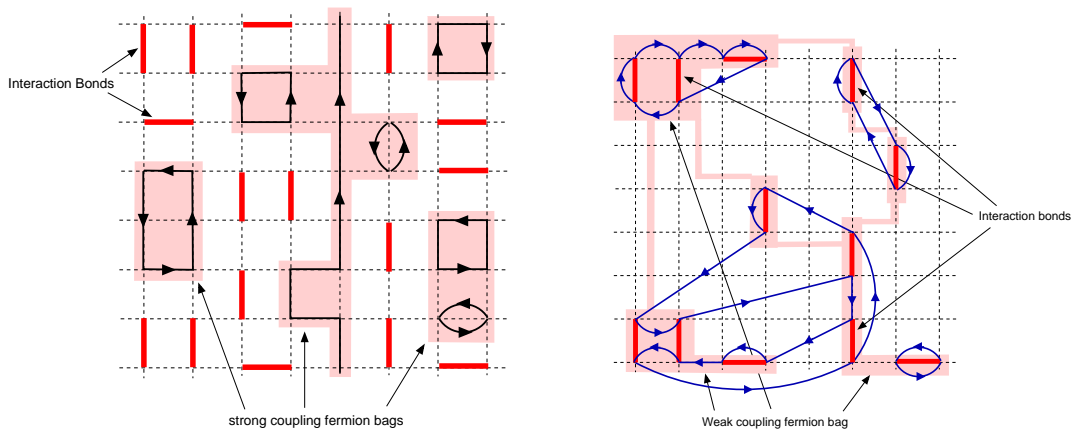 Interaction Bonds
strong coupling fermion bags
Interaction bonds
Weak coupling fermion bag